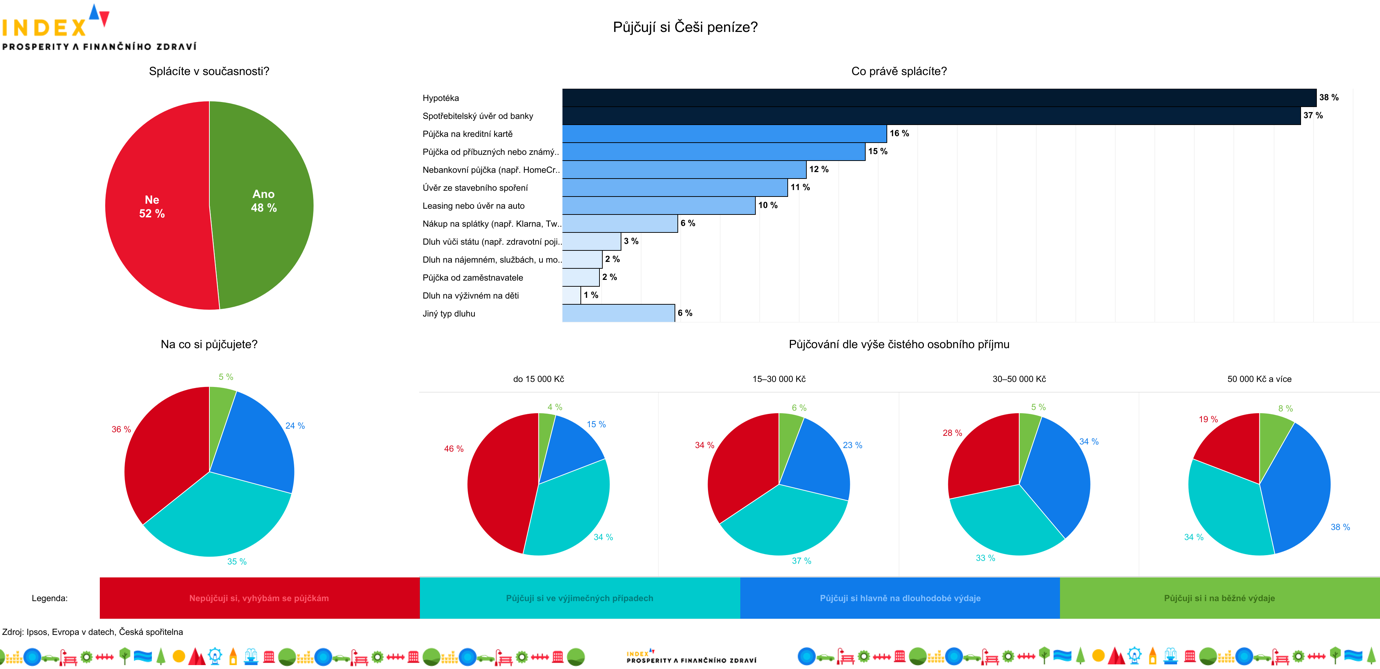 INDEX
PROSPERITY A FINANČNÍHO ZDRAVÍ
Půjčují si Češi peníze?
Splácíte v současnosti?
Ne
52 %
Ano
48 %
Co právě splácíte?
Hypotéka 38 %
Spotřebitelský úvěr od banky 37 %
Půjčka na kreditní kartě 16 %
Půjčka od příbuzných nebo známý.. 15 %
Nebankovní půjčka (např. HomeCr.. 12 %
Úvěr ze stavebního spoření 11 %
Leasing nebo úvěr na auto 10 %
Nákup na splátky (např. Klarna, Tw.. 6 %
Dluh vůči státu (např. zdravotní poji.. 3 %
Dluh na nájemném, službách, u mo.. 2 %
Půjčka od zaměstnavatele 2 %
Dluh na výživném na děti 1 %
Jiný typ dluhu 6 %
Na co si půjčujete?
5 %
24 %
36 %
35 %
Půjčování dle výše čistého osobního příjmu
do 15 000 Kč
4 %
15 %
46 %
34 %
15–30 000 Kč
6 %
34 %
23 %
37 %
30–50 000 Kč
5 %
28 %
34 %
33 %
50 000 Kč a více
8 %
19 %
38 %
34 %
Legenda:
Nepůjčuji si, vyhýbám se půjčkám
Půjčuji si ve výjimečných případech
Půjčuji si hlavně na dlouhodobé výdaje
Půjčuji si i na běžné výdaje
Zdroj: Ipsos, Evropa v datech, Česká spořitelna
INDEX
PROSPERITY A FINANČNÍHO ZDRAVÍ